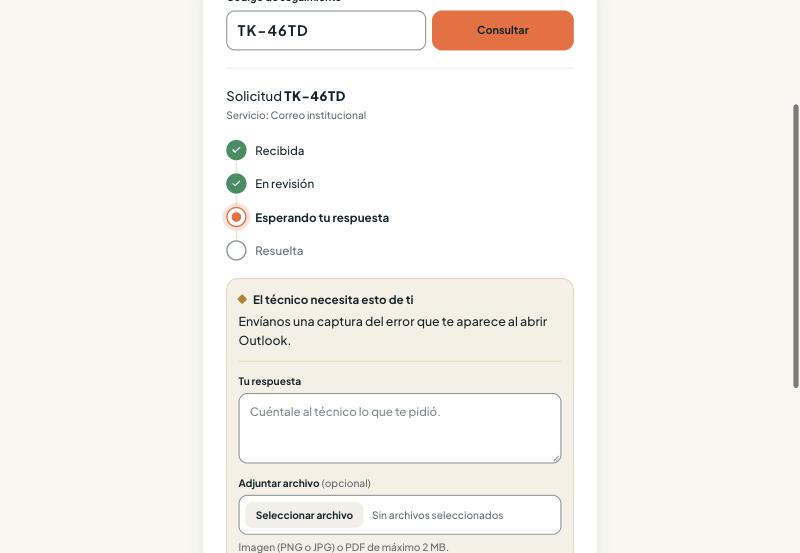 Código de seguimiento
TK-46TD
Consultar
Solicitud TK-46TD
Servicio: Correo institucional
Recibida
En revisión
Esperando tu respuesta
Resuelta
El técnico necesita esto de ti
Envíanos una captura del error que te aparece al abrir
Outlook.
Tu respuesta
Cuéntale al técnico lo que te pidió.
Adjuntar archivo (opcional)
Seleccionar archivo Sin archivos seleccionados
Imagen (PNG o JPG) o PDF de máximo 2 MB.